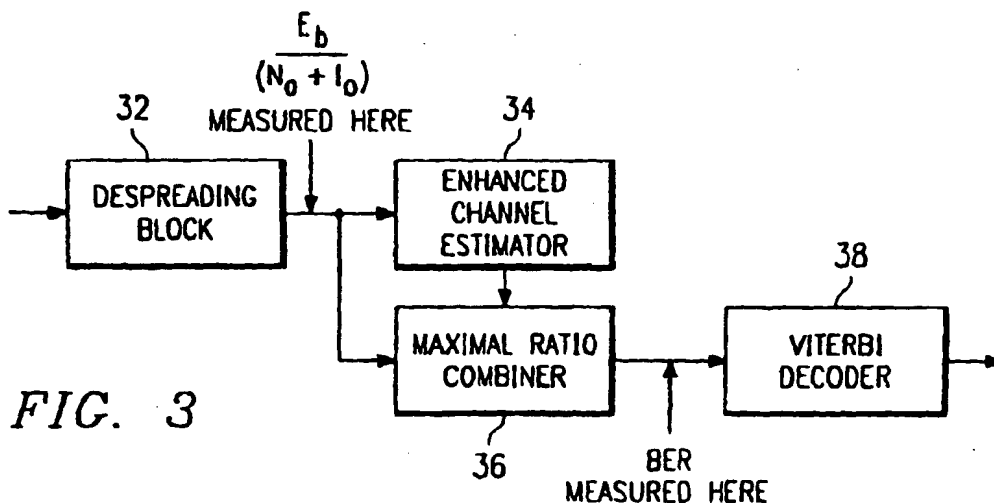 E_b
(N_0 + I_0)
MEASURED HERE
32
DESPREADING
BLOCK
34
ENHANCED
CHANNEL
ESTIMATOR
MAXIMAL RATIO
COMBINER
36
38
VITERBI
DECODER
BER
MEASURED HERE
FIG. 3